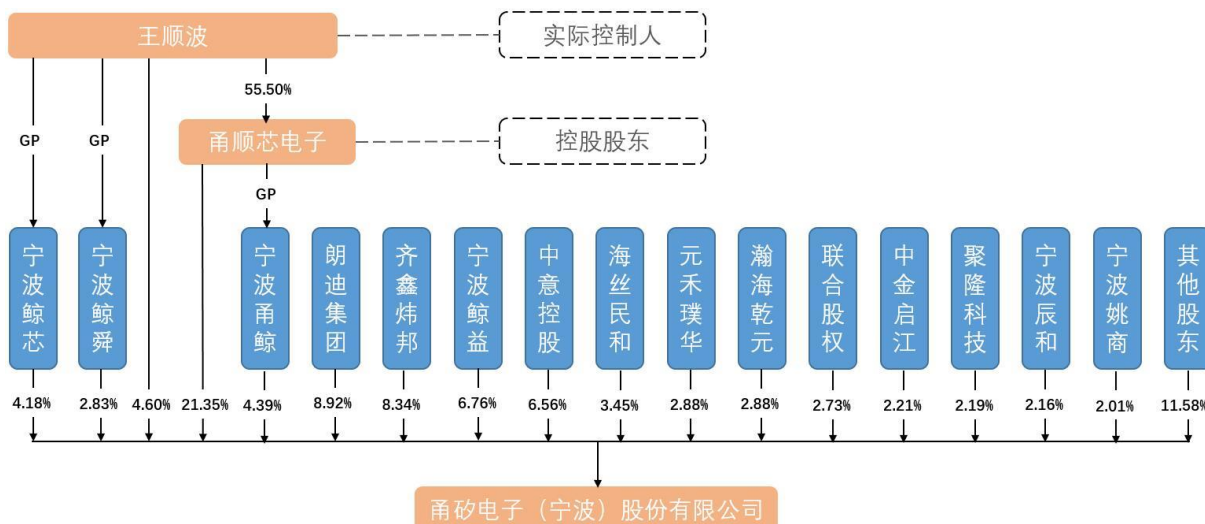 王顺波
实际控制人
55.50%
GP
GP
甬顺芯电子
控股股东
GP
宁波鲸芯
宁波鲸舜
宁波甬鲸
朗迪集团
齐鑫炜邦
宁波鲸益
中意控股
海丝民和
元禾璞华
瀚海乾元
联合股权
中金启江
聚隆科技
宁波辰和
宁波姚商
其他股东
4.18%
2.83%
4.60%
21.35%
4.39%
8.92%
8.34%
6.76%
6.56%
3.45%
2.88%
2.88%
2.73%
2.21%
2.19%
2.16%
2.01%
11.58%
甬矽电子（宁波）股份有限公司